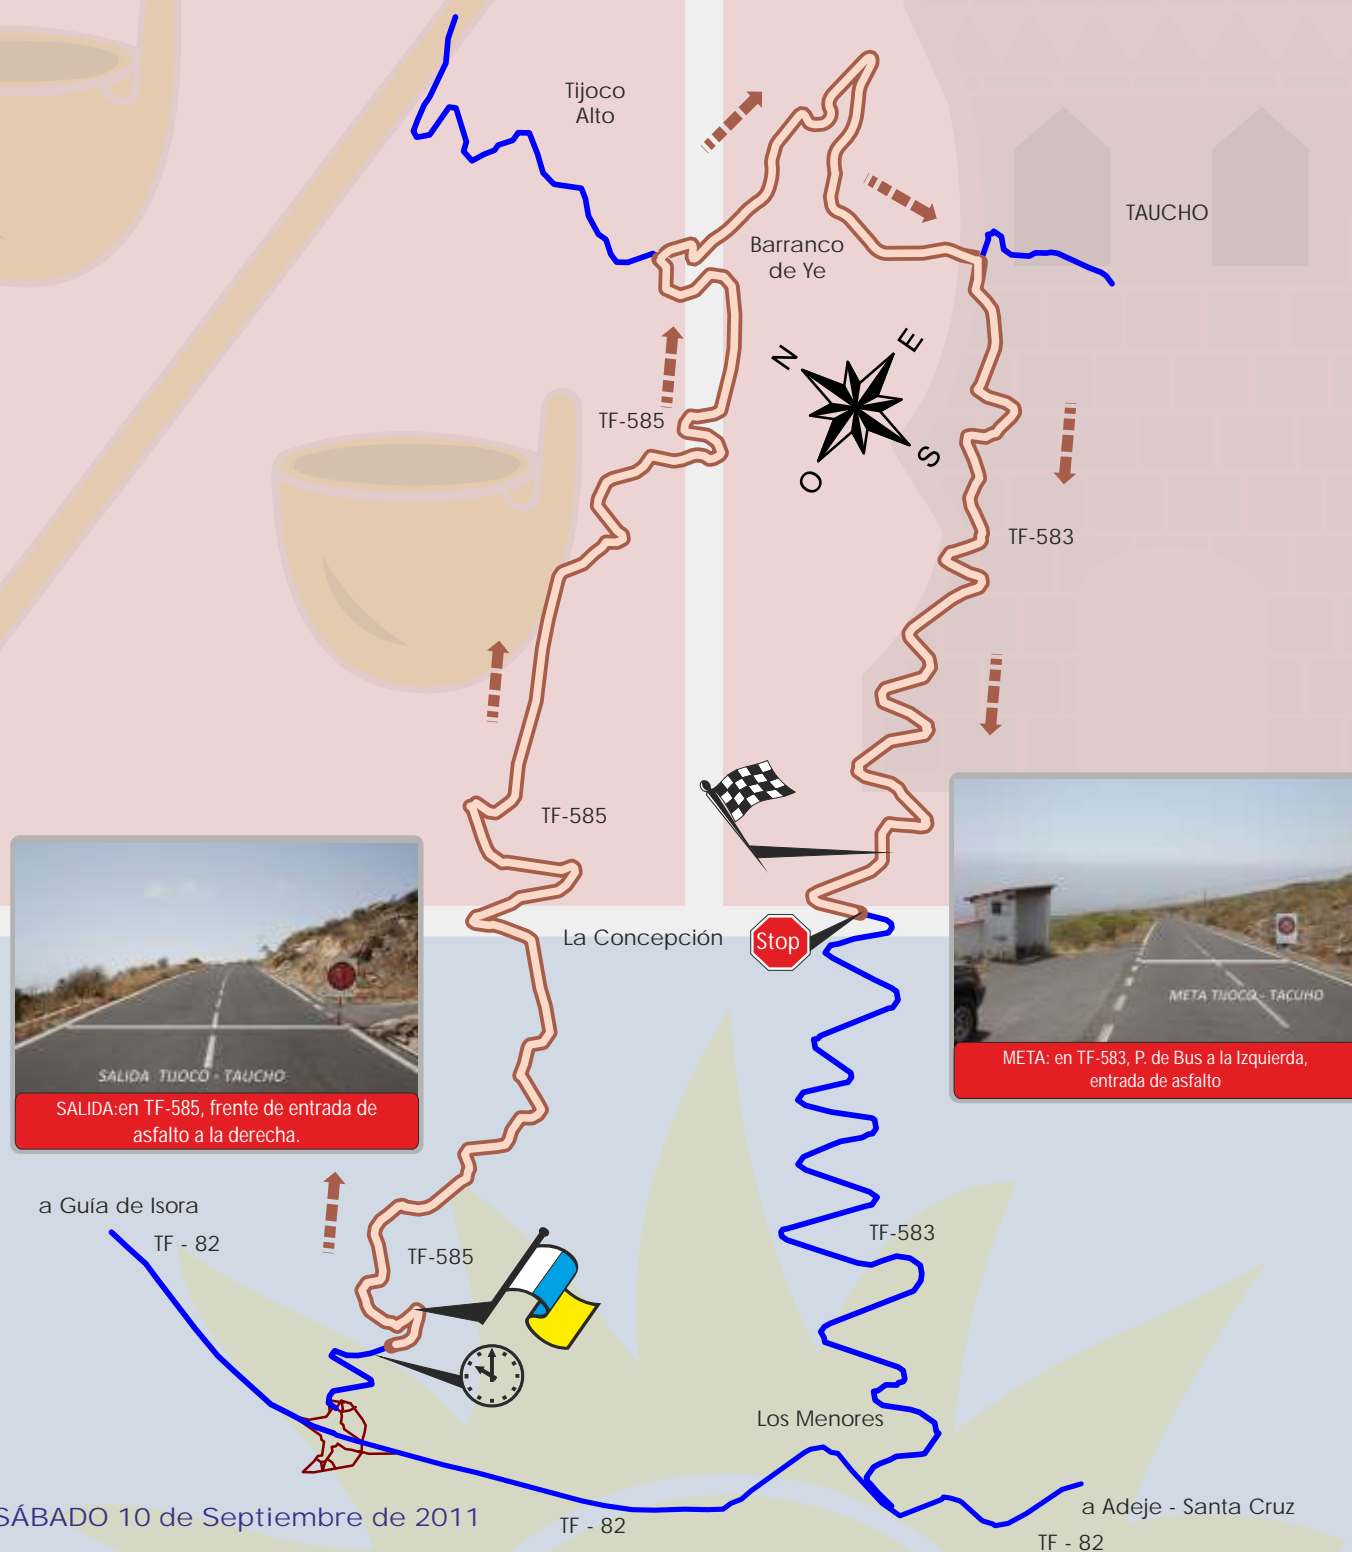 Tijoco
Alto
TAUCHO
Barranco
de Ye
N
E
S
O
TF-585
TF-583
TF-585
La Concepción
Stop
SALIDA TIJOCO - TAUCHO
SALIDA:en TF-585, frente de entrada de
asfalto a la derecha.
META TIJOCO - TACUHO
META: en TF-583, P. de Bus a la Izquierda,
entrada de asfalto
a Guía de Isora
TF - 82
TF-585
TF-583
Los Menores
SÁBADO 10 de Septiembre de 2011
TF - 82
a Adeje - Santa Cruz
TF - 82